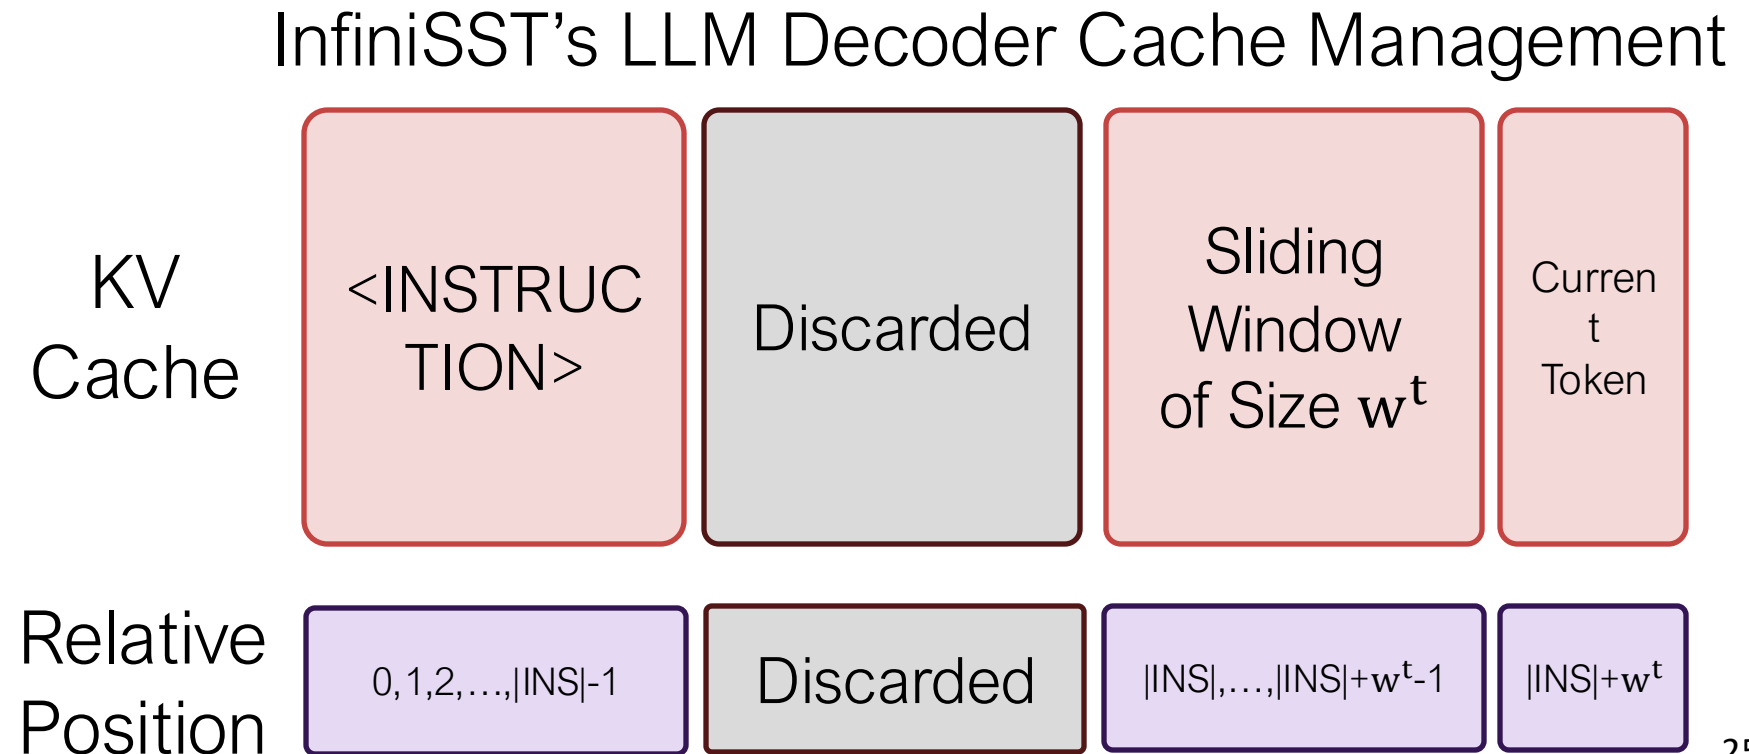 InfiniSST's LLM Decoder Cache Management
KV
Cache
<INSTRUC
TION>
Discarded
Sliding
Window
of Size wᵗ
Curren
t
Token
Relative
Position
0,1,2,…,|INS|-1
Discarded
|INS|,…,|INS|+wᵗ-1
|INS|+wᵗ
25